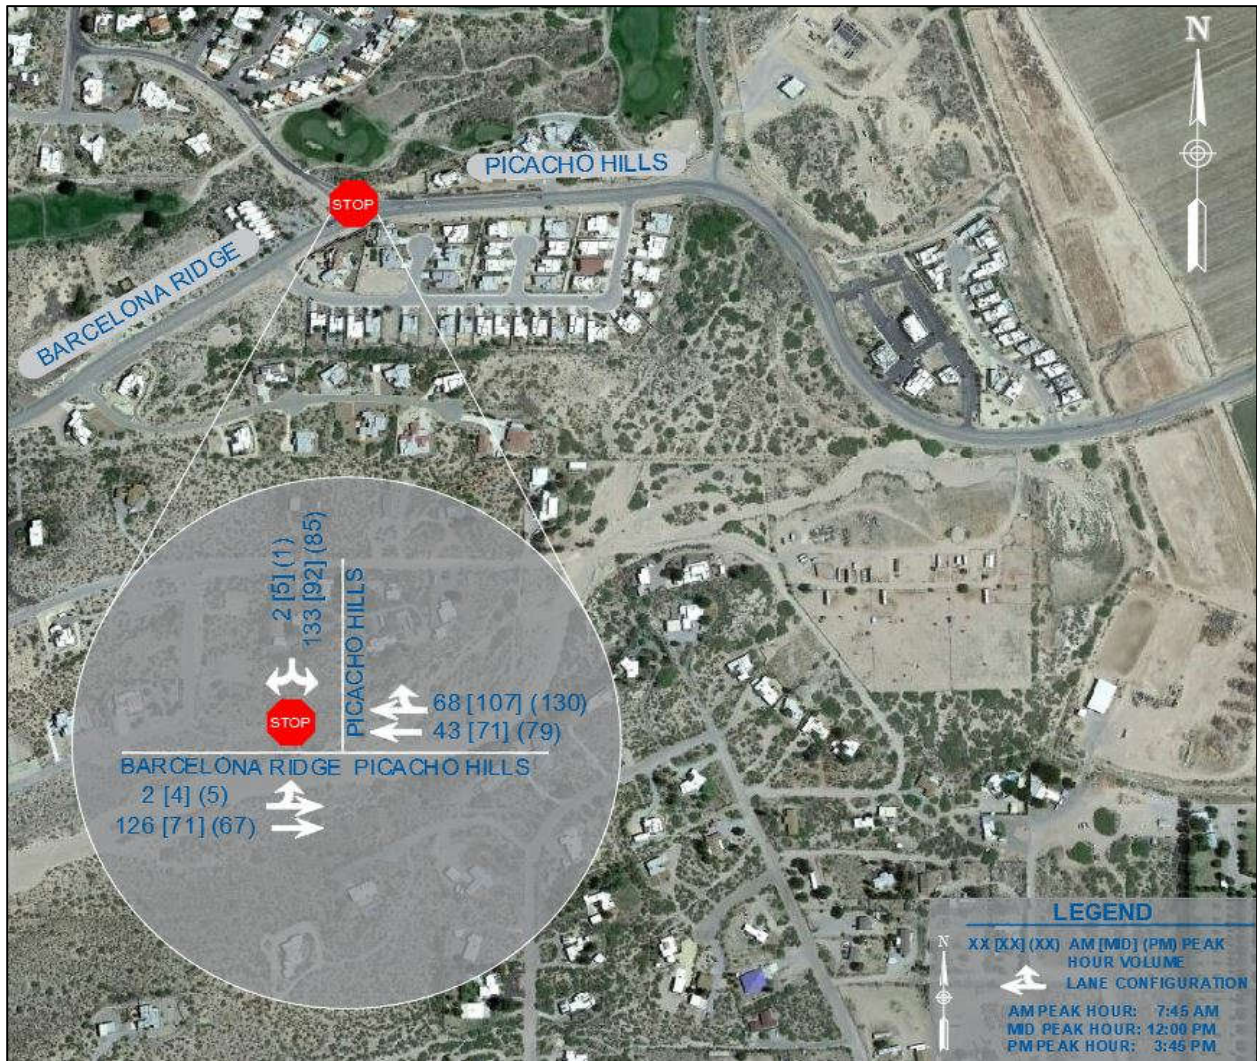 N
PICACHO HILLS
STOP
BARCELONA RIDGE
2 [5] (1)
133 [92] (85)
PICACHO HILLS
STOP
68 [107] (130)
43 [71] (79)
BARCELONA RIDGE PICACHO HILLS
2 [4] (5)
126 [71] (67)
LEGEND
N
XX [XX] (XX) AM [MID] (PM) PEAK
HOUR VOLUME
LANE CONFIGURATION
AM PEAK HOUR: 7:45 AM
MID PEAK HOUR: 12:00 PM
PM PEAK HOUR: 3:45 PM